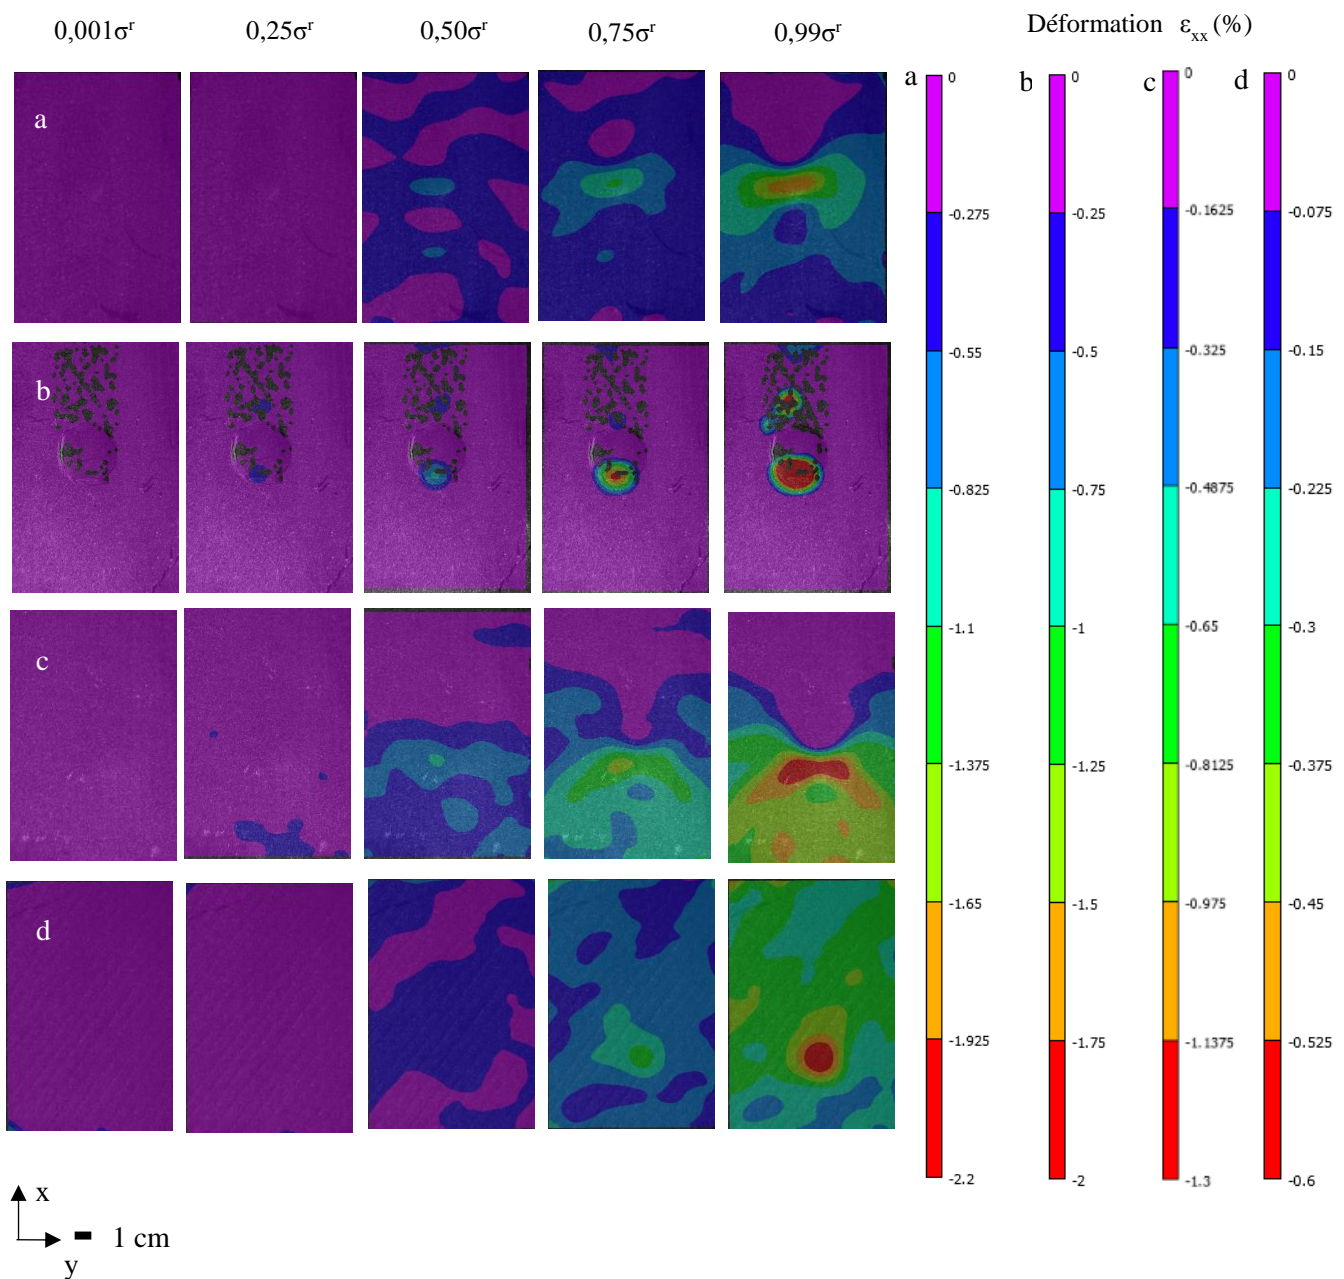 0,001σʳ 0,25σʳ 0,50σʳ 0,75σʳ 0,99σʳ
Déformation ε_xx (%)
a
b
c
d
a
0
-0.275
-0.55
-0.825
-1.1
-1.375
-1.65
-1.925
-2.2
b
0
-0.25
-0.5
-0.75
-1
-1.25
-1.5
-1.75
-2
c
0
-0.1625
-0.325
-0.4875
-0.65
-0.8125
-0.975
-1.1375
-1.3
d
0
-0.075
-0.15
-0.225
-0.3
-0.375
-0.45
-0.525
-0.6
x
y
1 cm